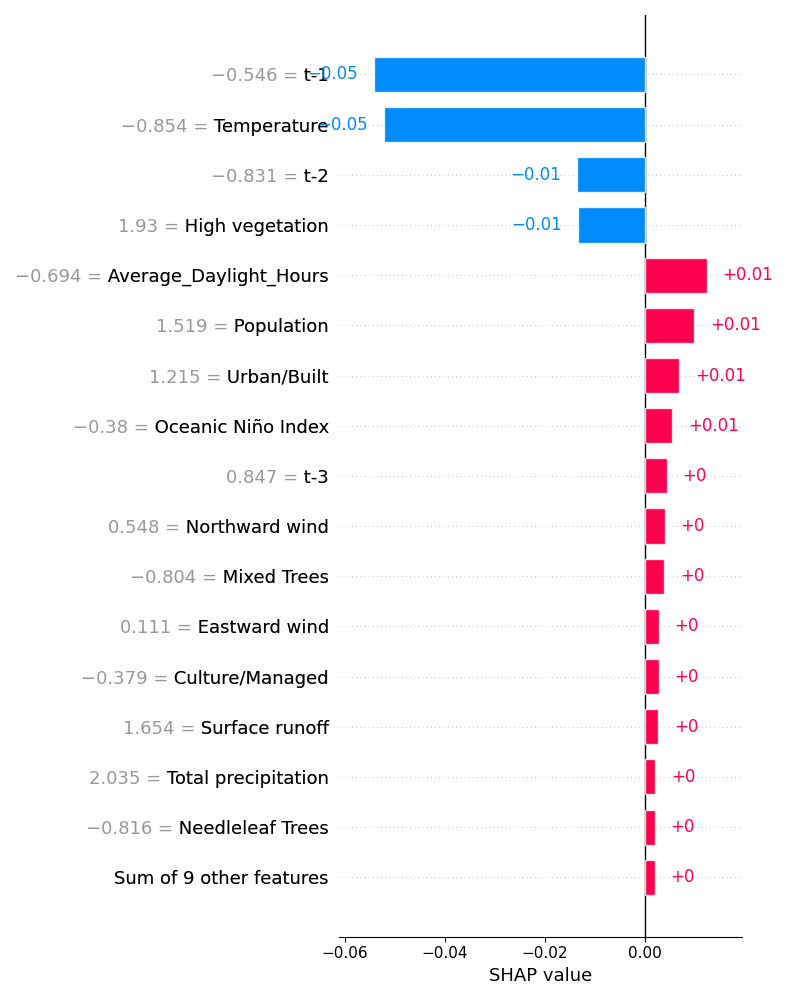 −0.546 = t-1 −0.05
−0.854 = Temperature −0.05
−0.831 = t-2 −0.01
1.93 = High vegetation −0.01
−0.694 = Average_Daylight_Hours +0.01
1.519 = Population +0.01
1.215 = Urban/Built +0.01
−0.38 = Oceanic Niño Index +0.01
0.847 = t-3 +0
0.548 = Northward wind +0
−0.804 = Mixed Trees +0
0.111 = Eastward wind +0
−0.379 = Culture/Managed +0
1.654 = Surface runoff +0
2.035 = Total precipitation +0
−0.816 = Needleleaf Trees +0
Sum of 9 other features +0
−0.06 −0.04 −0.02 0.00
SHAP value